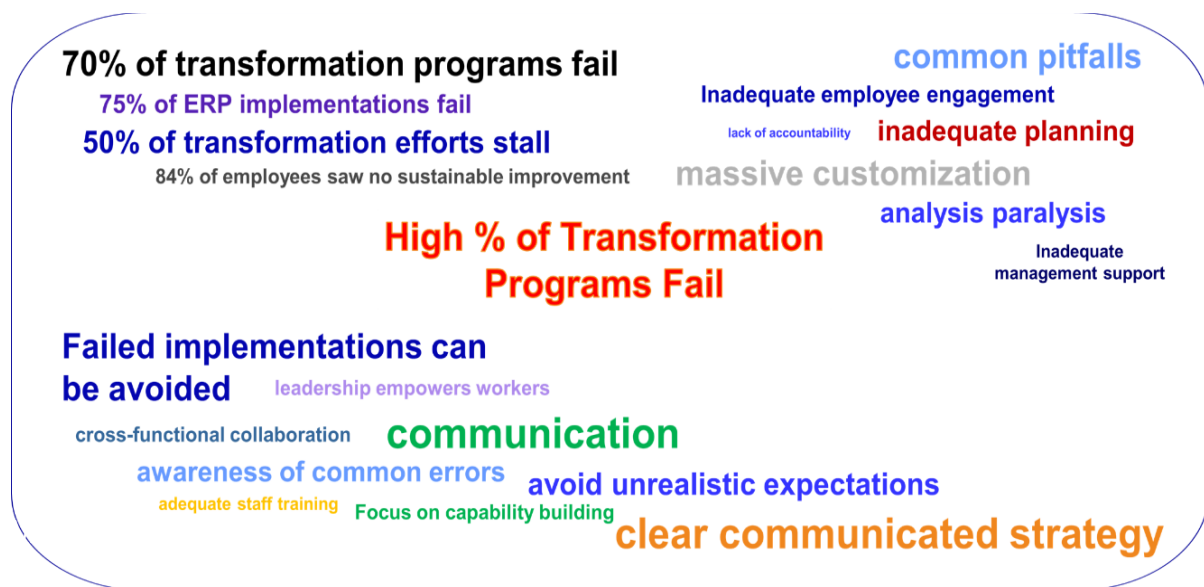 70% of transformation programs fail
75% of ERP implementations fail
50% of transformation efforts stall
84% of employees saw no sustainable improvement
common pitfalls
Inadequate employee engagement
lack of accountability
inadequate planning
massive customization
analysis paralysis
Inadequate
management support
High % of Transformation
Programs Fail
Failed implementations can
be avoided
leadership empowers workers
cross-functional collaboration
communication
awareness of common errors
avoid unrealistic expectations
adequate staff training
Focus on capability building
clear communicated strategy